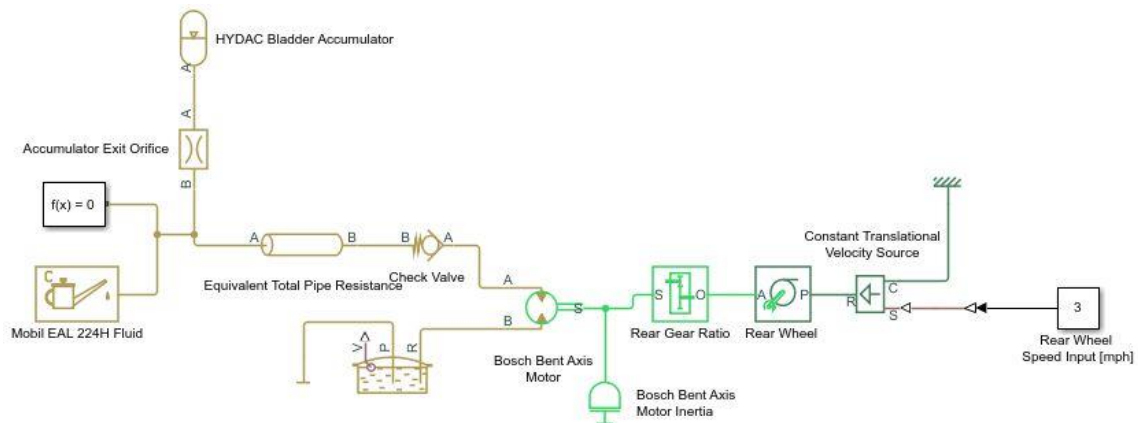 HYDAC Bladder Accumulator
A
A
Accumulator Exit Orifice
B
f(x) = 0
C
Mobil EAL 224H Fluid
A
B
Equivalent Total Pipe Resistance
B
A
Check Valve
A
B
S
V
P
R
Bosch Bent Axis
Motor
Bosch Bent Axis
Motor Inertia
S
O
Rear Gear Ratio
A
P
Rear Wheel
Constant Translational
Velocity Source
R
C
S
3
Rear Wheel
Speed Input [mph]